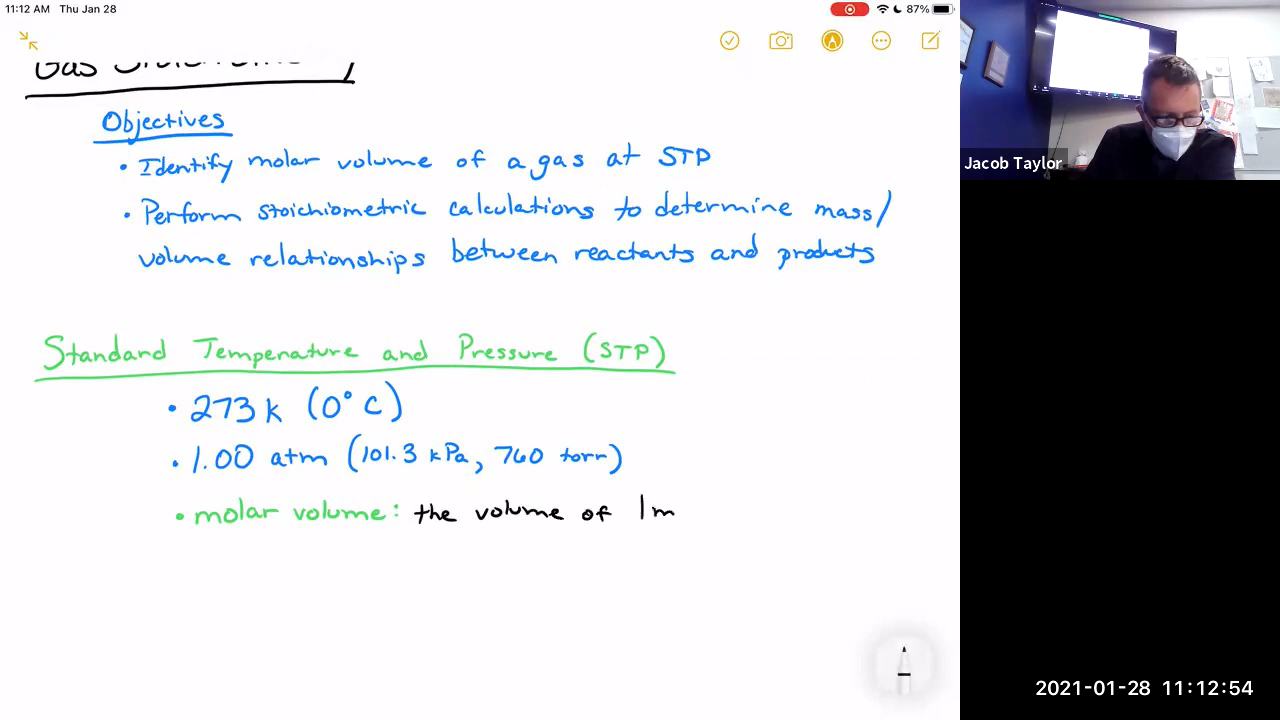 11:12 AM Thu Jan 28
87%
Gas
Objectives
• Identify molar volume of a gas at STP
• Perform stoichiometric calculations to determine mass/
volume relationships between reactants and products
Standard Temperature and Pressure (STP)
• 273 k (0° C)
• 1.00 atm (101.3 kPa, 760 torr)
• molar volume: the volume of 1 m
Jacob Taylor
2021-01-28 11:12:54